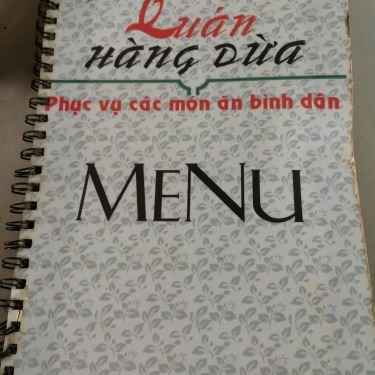 Quán
HÀNG DỪA
Phục vụ các món ăn bình dân
MENU